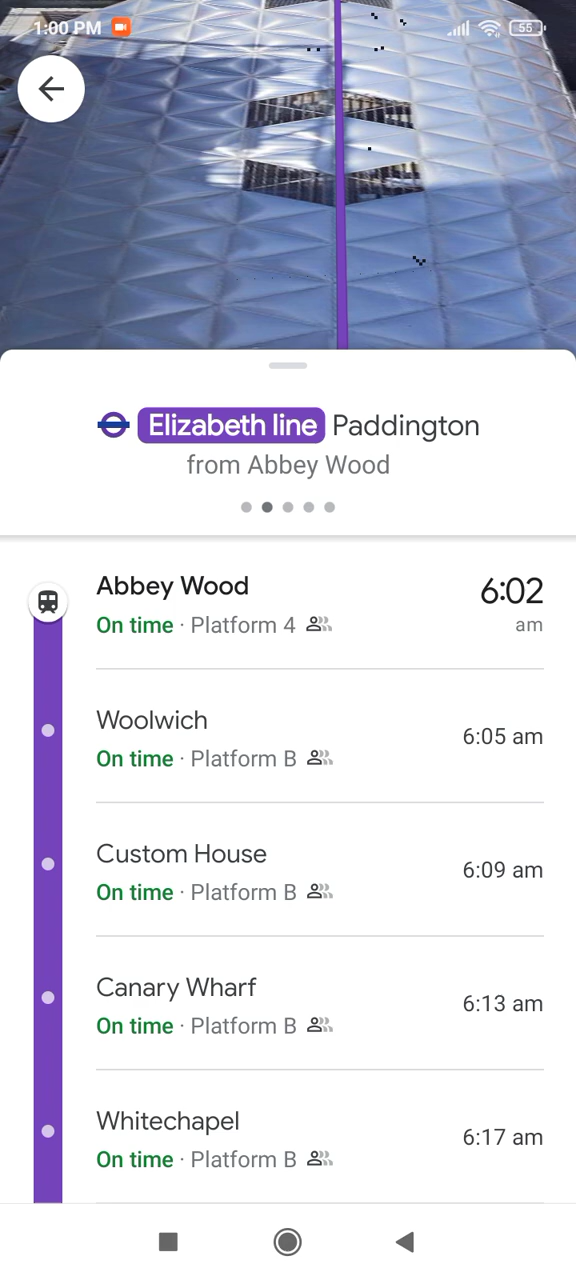 1:00 PM 55
Elizabeth line Paddington
from Abbey Wood
Abbey Wood 6:02
On time · Platform 4 am
Woolwich
On time · Platform B 6:05 am
Custom House
On time · Platform B 6:09 am
Canary Wharf
On time · Platform B 6:13 am
Whitechapel
On time · Platform B 6:17 am